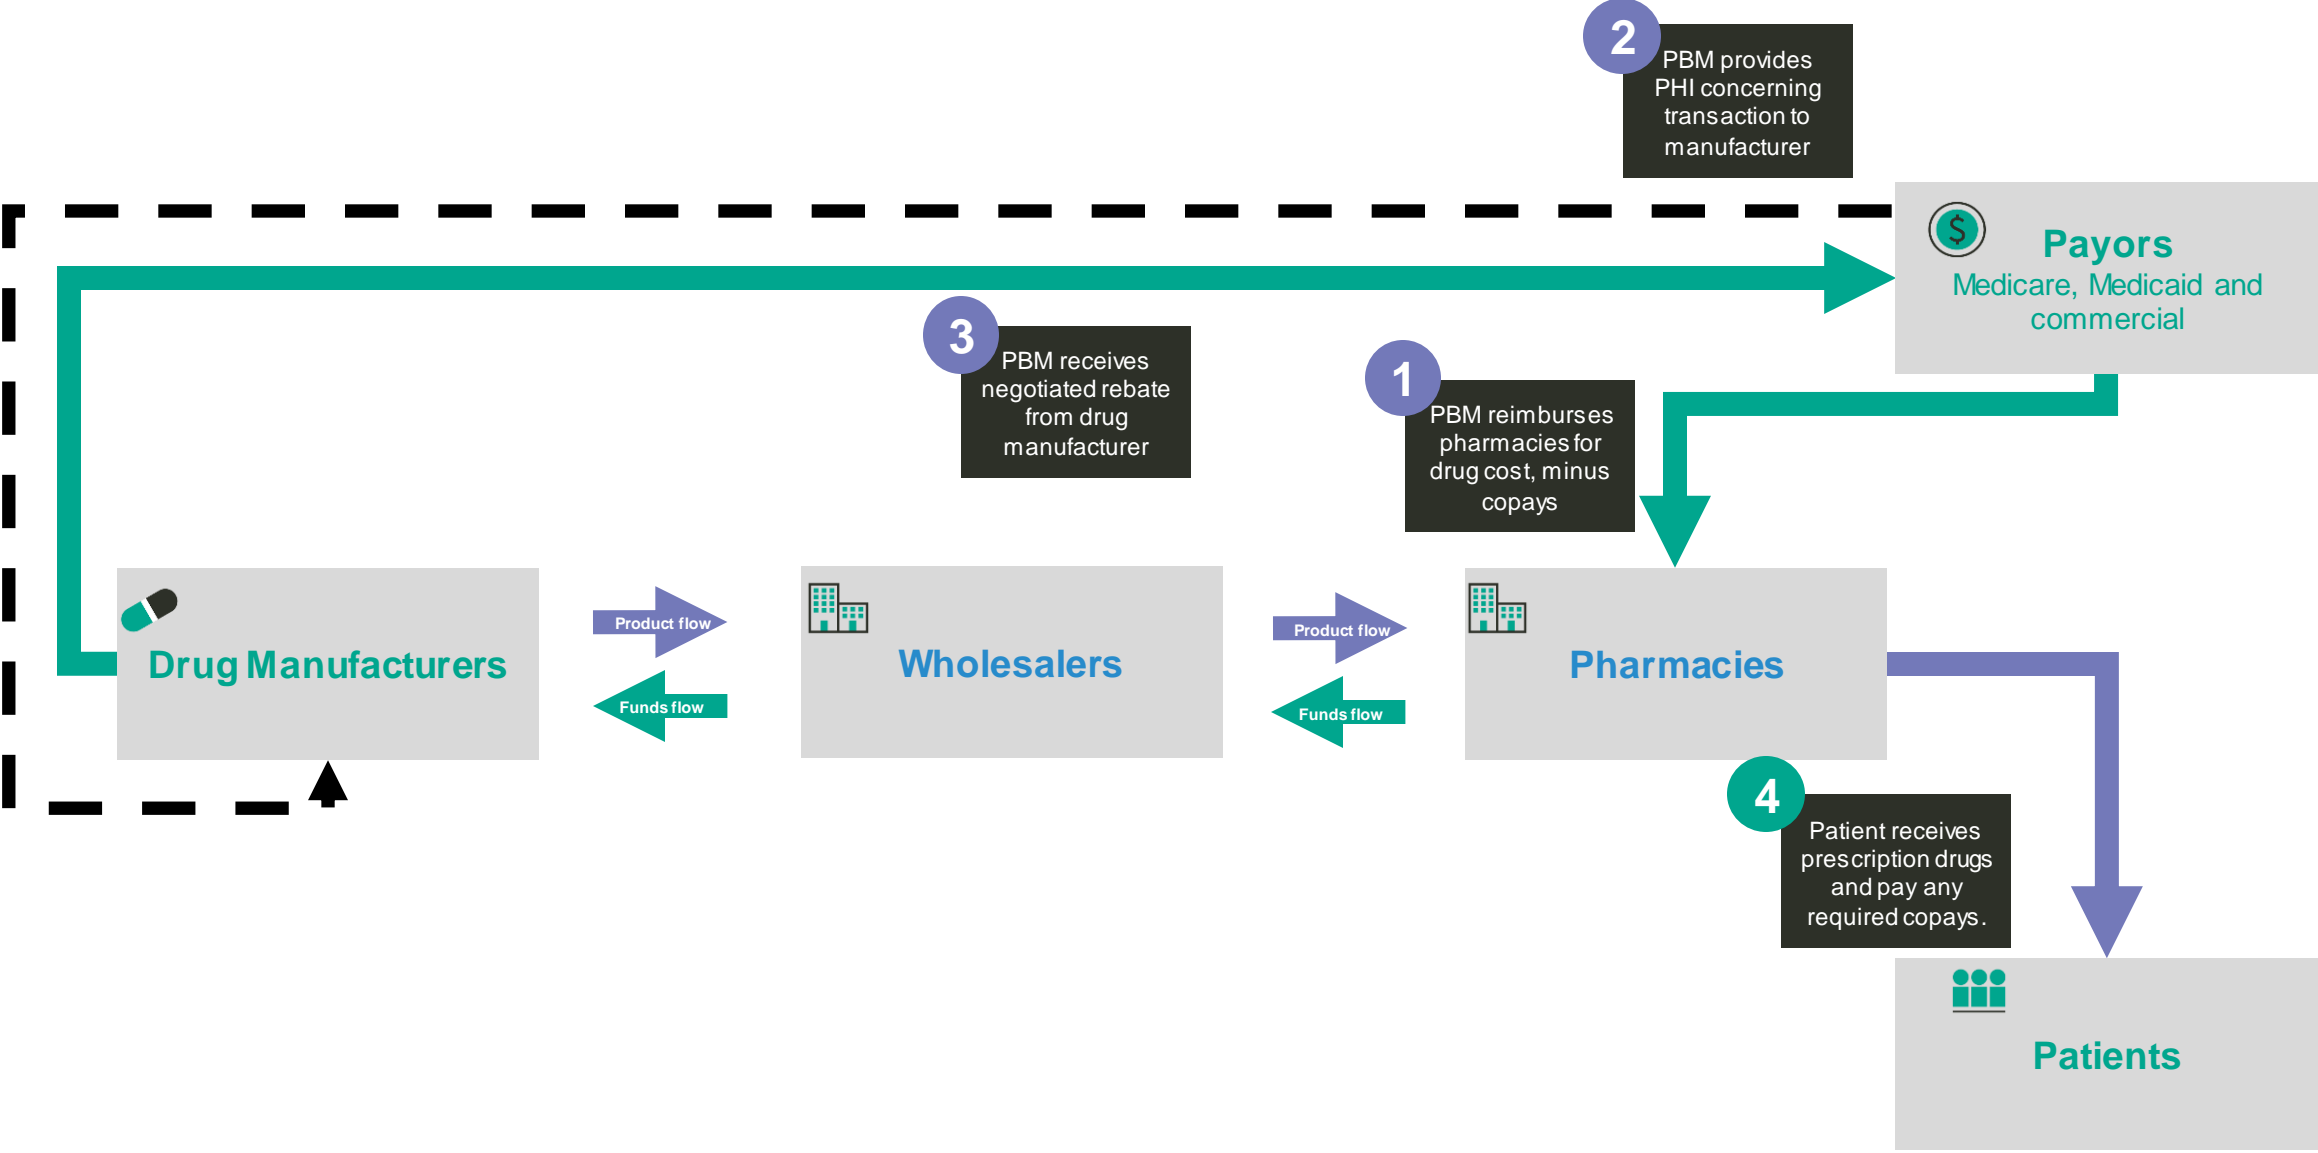 2
PBM provides
PHI concerning
transaction to
manufacturer
Payors
Medicare, Medicaid and
commercial
3
PBM receives
negotiated rebate
from drug
manufacturer
1
PBM reimburses
pharmacies for
drug cost, minus
copays
Drug Manufacturers
Product flow
Funds flow
Wholesalers
Product flow
Funds flow
Pharmacies
4
Patient receives
prescription drugs
and pay any
required copays.
Patients